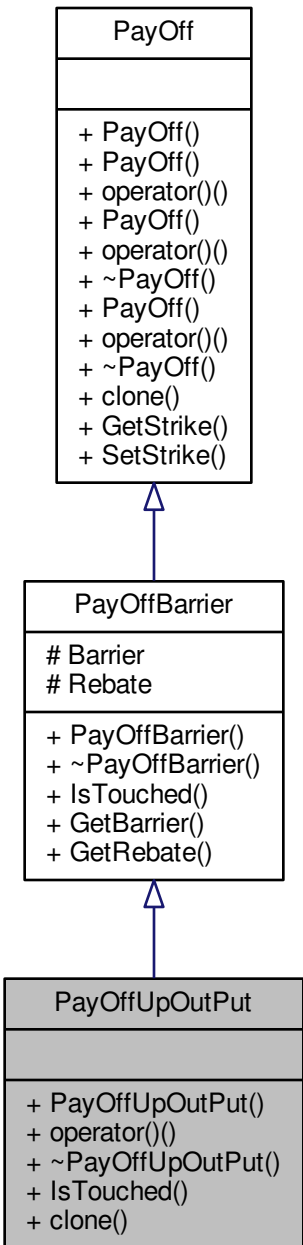 PayOff
+ PayOff()
+ PayOff()
+ operator()()
+ PayOff()
+ operator()()
+ ~PayOff()
+ PayOff()
+ operator()()
+ ~PayOff()
+ clone()
+ GetStrike()
+ SetStrike()
PayOffBarrier
# Barrier
# Rebate
+ PayOffBarrier()
+ ~PayOffBarrier()
+ IsTouched()
+ GetBarrier()
+ GetRebate()
PayOffUpOutPut
+ PayOffUpOutPut()
+ operator()()
+ ~PayOffUpOutPut()
+ IsTouched()
+ clone()